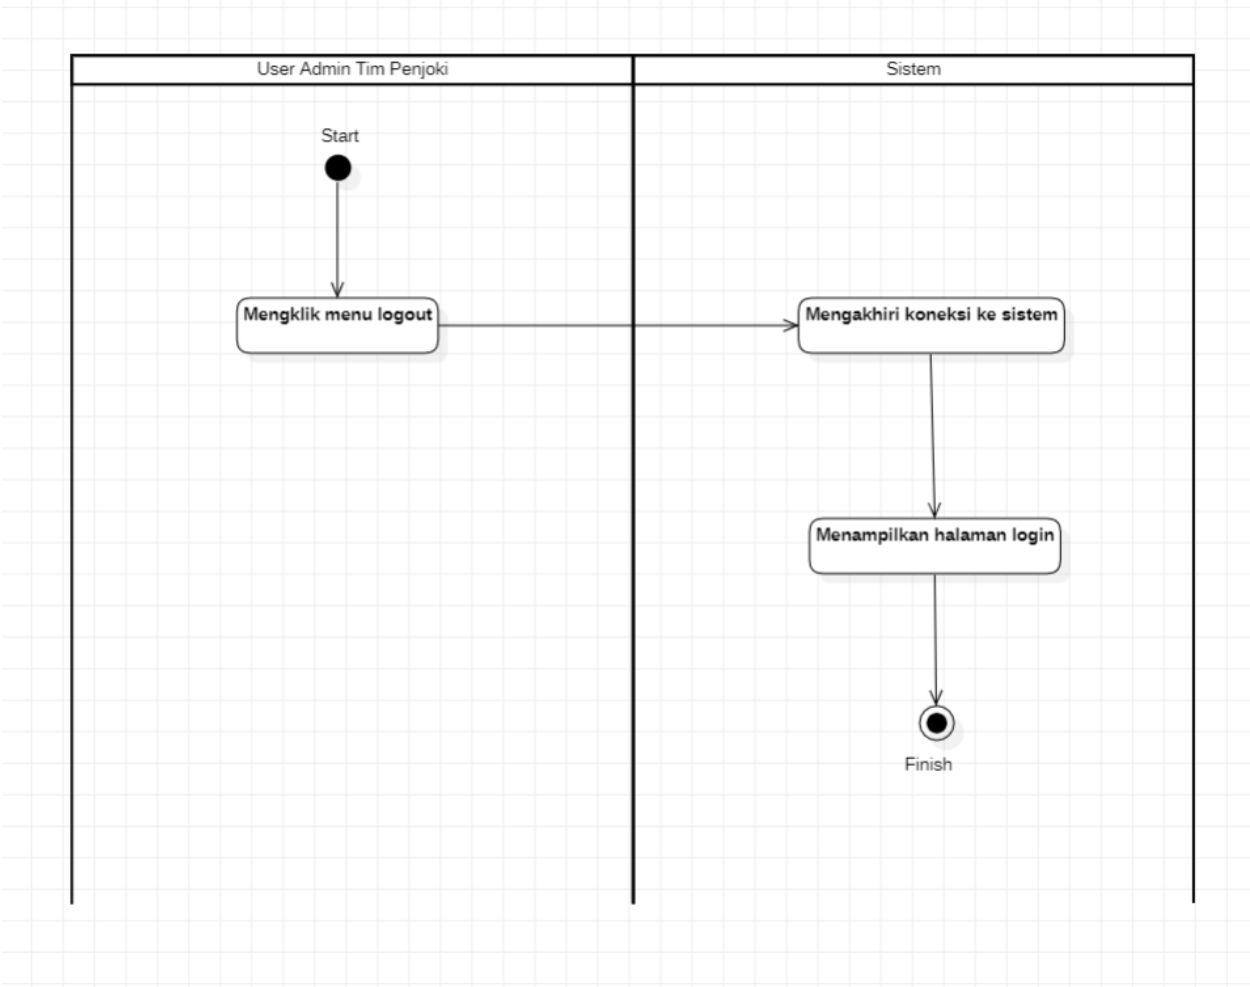 User Admin Tim Penjoki
Sistem
Start
Mengklik menu logout
Mengakhiri koneksi ke sistem
Menampilkan halaman login
Finish